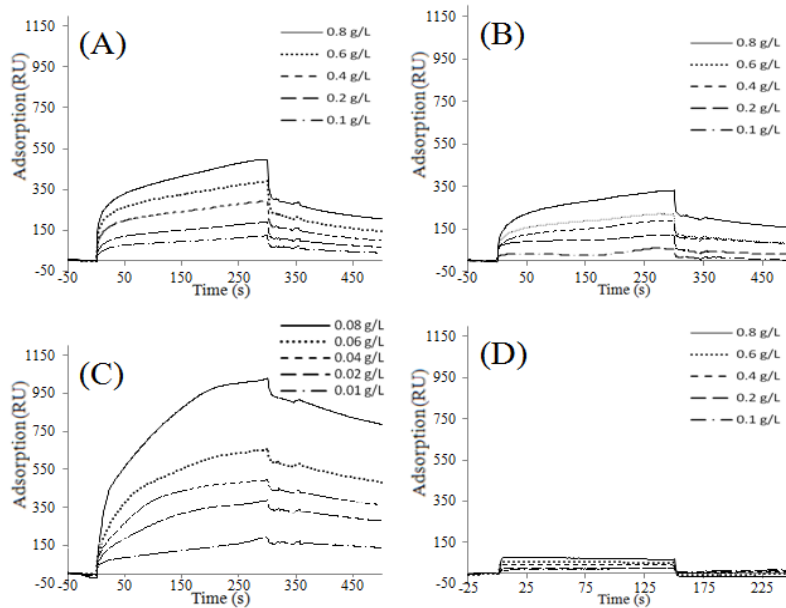 (A)
Adsorption (RU)
1150
950
750
550
350
150
-50
-50 50 150 250 350 450
Time (s)
0.8 g/L
0.6 g/L
0.4 g/L
0.2 g/L
0.1 g/L
(B)
Adsorption (RU)
1150
950
750
550
350
150
-50
-50 50 150 250 350 450
Time (s)
0.8 g/L
0.6 g/L
0.4 g/L
0.2 g/L
0.1 g/L
(C)
Adsorption (RU)
1150
950
750
550
350
150
-50
-50 50 150 250 350 450
Time (s)
0.08 g/L
0.06 g/L
0.04 g/L
0.02 g/L
0.01 g/L
(D)
Adsorption (RU)
1150
950
750
550
350
150
-50
-25 25 75 125 175 225
Time (s)
0.8 g/L
0.6 g/L
0.4 g/L
0.2 g/L
0.1 g/L